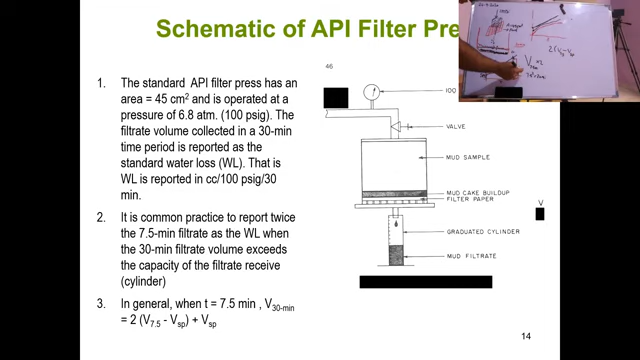 Schematic of API Filter Pre
46
1. The standard API filter press has an
area = 45 cm2 and is operated at a
pressure of 6.8 atm. (100 psig). The
filtrate volume collected in a 30-min
time period is reported as the
standard water loss (WL). That is
WL is reported in cc/100 psig/30
min.
2. It is common practice to report twice
the 7.5-min filtrate as the WL when
the 30-min filtrate volume exceeds
the capacity of the filtrate receive
(cylinder)
3. In general, when t = 7.5 min , V30-min
= 2 (V7.5 - Vsp) + Vsp
100
VALVE
MUD SAMPLE
MUD CAKE BUILDUP
FILTER PAPER
V
GRADUATED CYLINDER
MUD FILTRATE
14